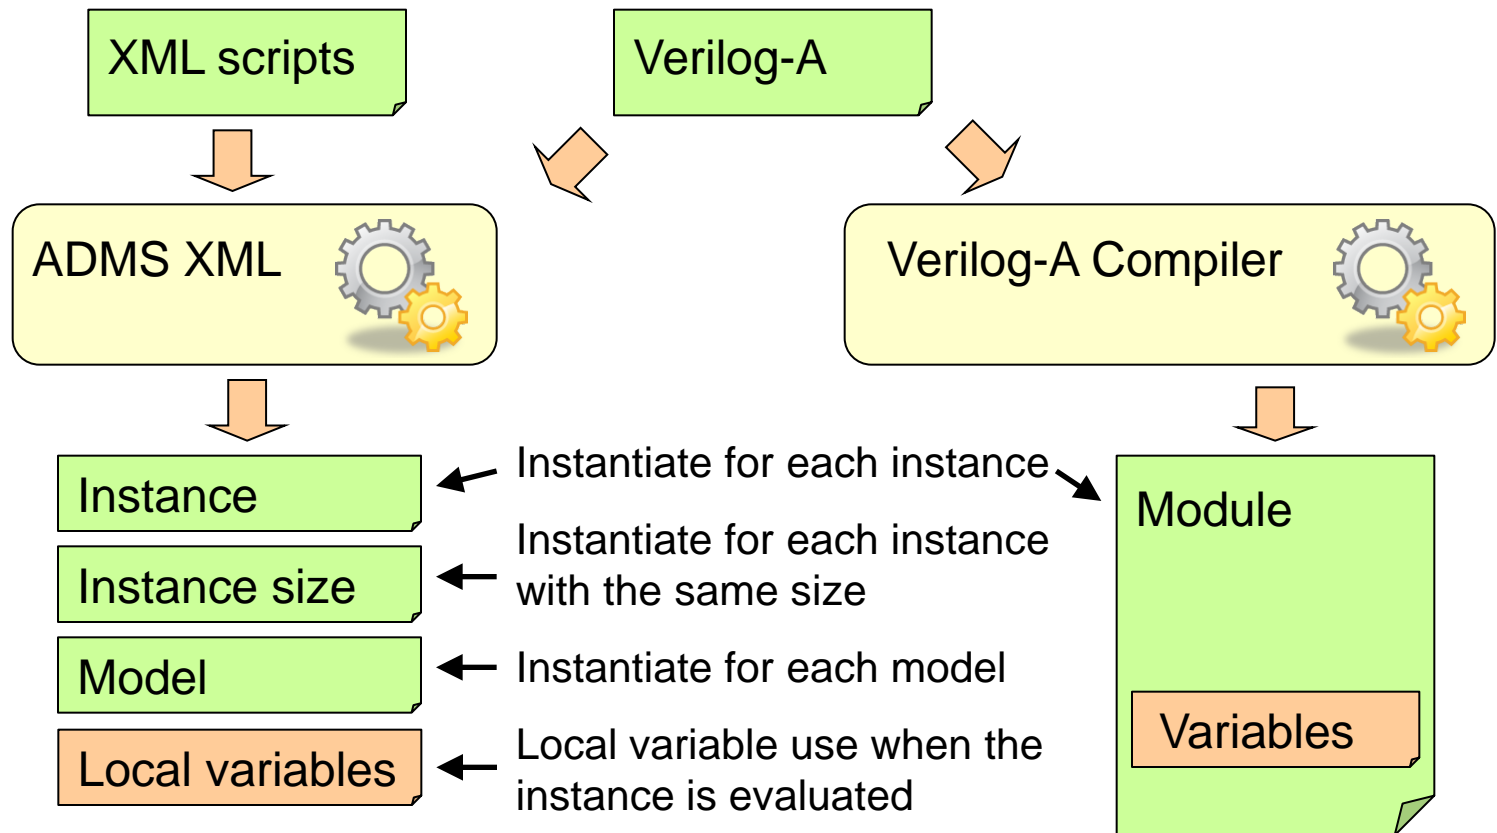 XML scripts
Verilog-A
ADMS XML
Verilog-A Compiler
Instance
Instance size
Model
Local variables
Instantiate for each instance
Instantiate for each instance
with the same size
Instantiate for each model
Local variable use when the
instance is evaluated
Module
Variables